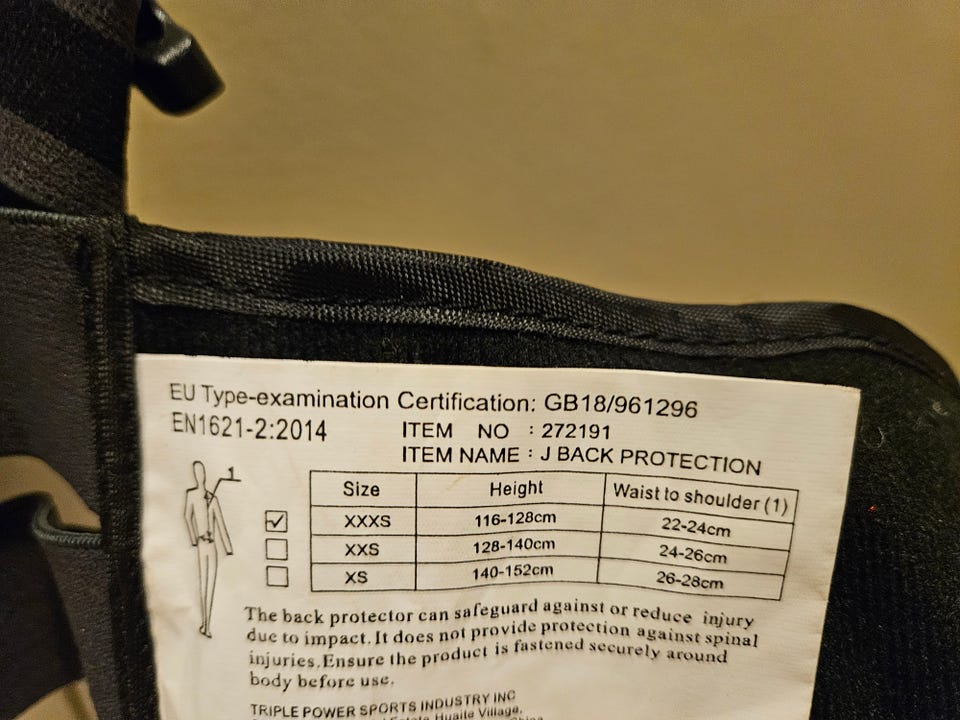 EU Type-examination Certification: GB18/961296
EN1621-2:2014
ITEM NO : 272191
ITEM NAME : J BACK PROTECTION
1
Size Height Waist to shoulder (1)
XXXS 116-128cm 22-24cm
XXS 128-140cm 24-26cm
XS 140-152cm 26-28cm
The back protector can safeguard against or reduce injury
due to impact. It does not provide protection against spinal
injuries. Ensure the product is fastened securely around
body before use.
TRIPLE POWER SPORTS INDUSTRY INC
Estate, Huaite Village,